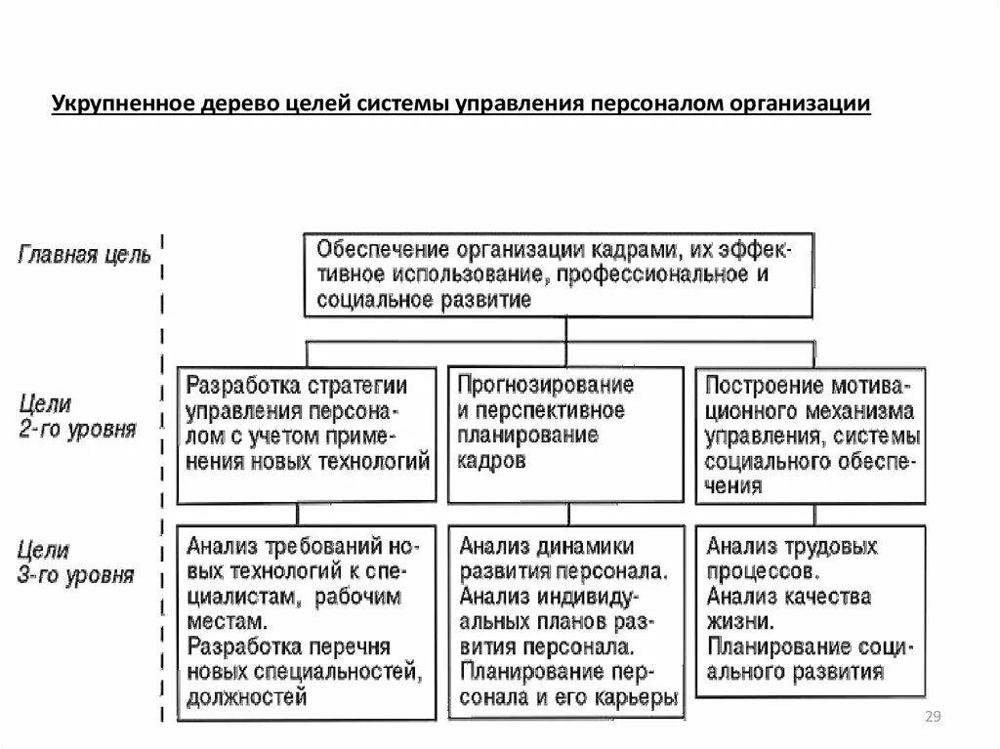 Укрупненное дерево целей системы управления персоналом организации
Главная цель
Обеспечение организации кадрами, их эффек-
тивное использование, профессиональное и
социальное развитие
Цели
2-го уровня
Разработка стратегии
управления персона-
лом с учетом приме-
нения новых технологий
Прогнозирование
и перспективное
планирование
кадров
Построение мотива-
ционного механизма
управления, системы
социального обеспе-
чения
Цели
3-го уровня
Анализ требований но-
вых технологий к спе-
циалистам, рабочим
местам.
Разработка перечня
новых специальностей,
должностей
Анализ динамики
развития персонала.
Анализ индивиду-
альных планов раз-
вития персонала.
Планирование пер-
сонала и его карьеры
Анализ трудовых
процессов.
Анализ качества
жизни.
Планирование соци-
ального развития
29